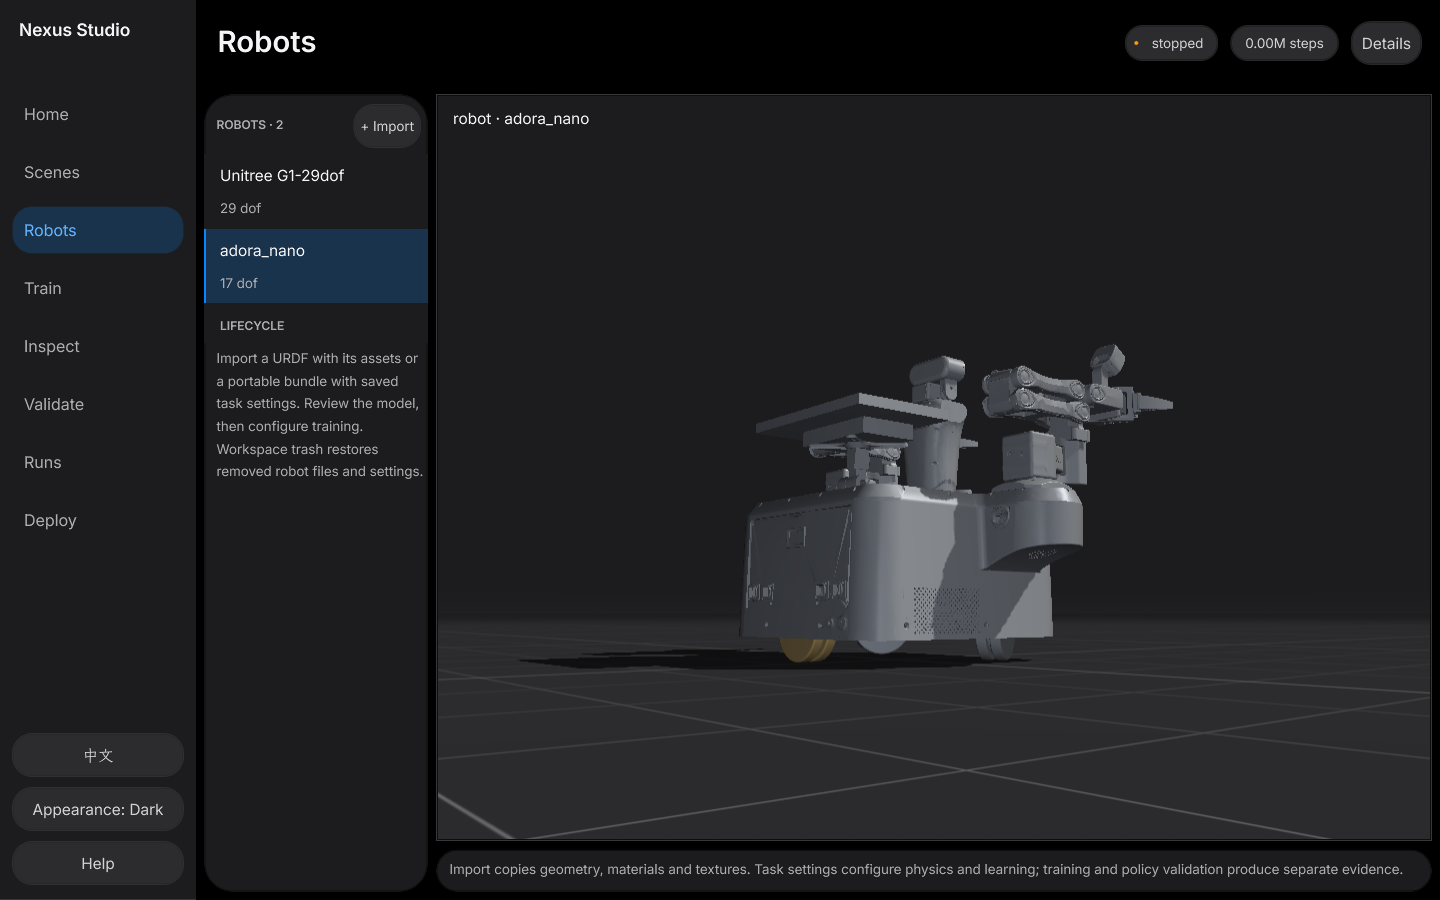 Nexus Studio
Home
Scenes
Robots
Train
Inspect
Validate
Runs
Deploy
中文
Appearance: Dark
Help
Robots
stopped
0.00M steps
Details
ROBOTS · 2
+ Import
Unitree G1-29dof
29 dof
adora_nano
17 dof
LIFECYCLE
Import a URDF with its assets or
a portable bundle with saved
task settings. Review the model,
then configure training.
Workspace trash restores
removed robot files and settings.
robot · adora_nano
Import copies geometry, materials and textures. Task settings configure physics and learning; training and policy validation produce separate evidence.